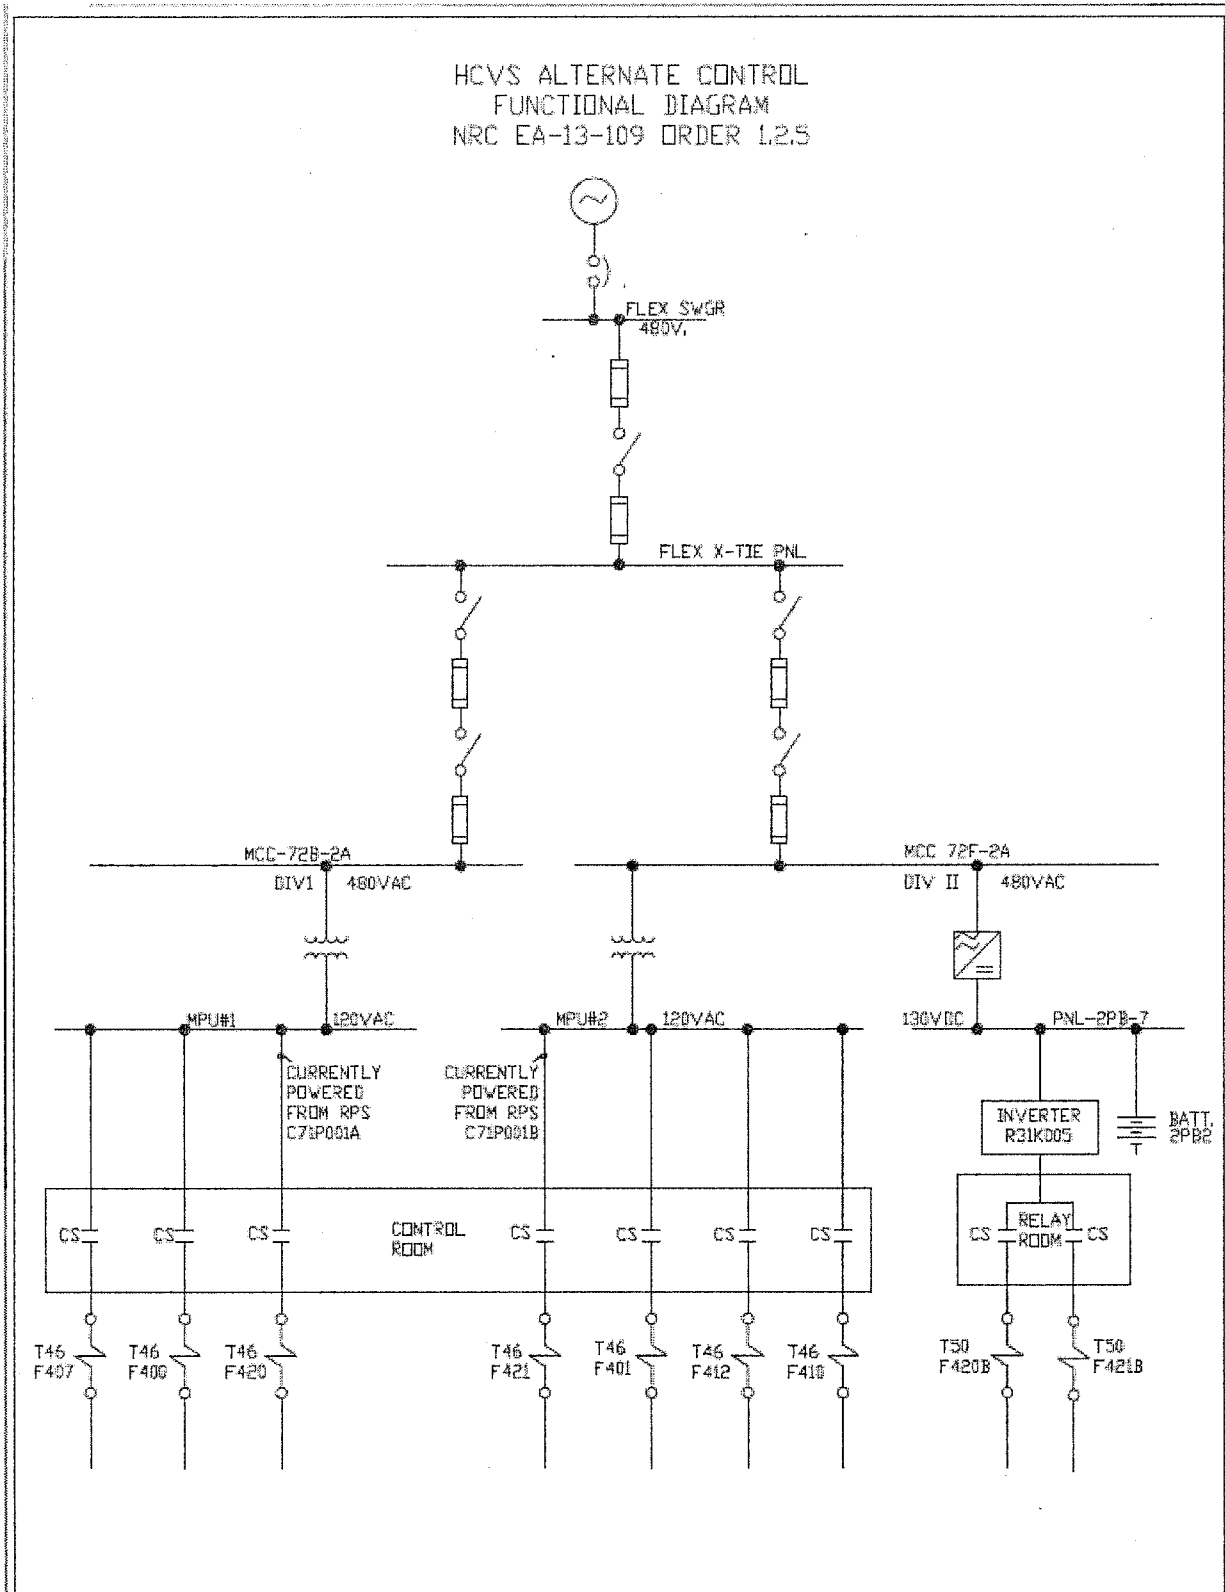 HCVS ALTERNATE CONTROL
FUNCTIONAL DIAGRAM
NRC EA-13-109 ORDER 1.2.5
FLEX SWGR
480V.
FLEX X-TIE PNL
MCC-72B-2A
DIV1 480VAC
MCC 72F-2A
DIV II 480VAC
MPU#1 120VAC
MPU#2 120VAC
130VDC PNL-2PB-7
CURRENTLY
POWERED
FROM RPS
C71P001A
CURRENTLY
POWERED
FROM RPS
C71P001B
INVERTER
R31K005
BATT.
2PB2
CS CS CS
CONTROL
ROOM
CS CS CS CS
CS
RELAY
ROOM
CS
T46
F407
T46
F400
T46
F420
T46
F421
T46
F401
T46
F412
T46
F410
T50
F420B
T50
F421B